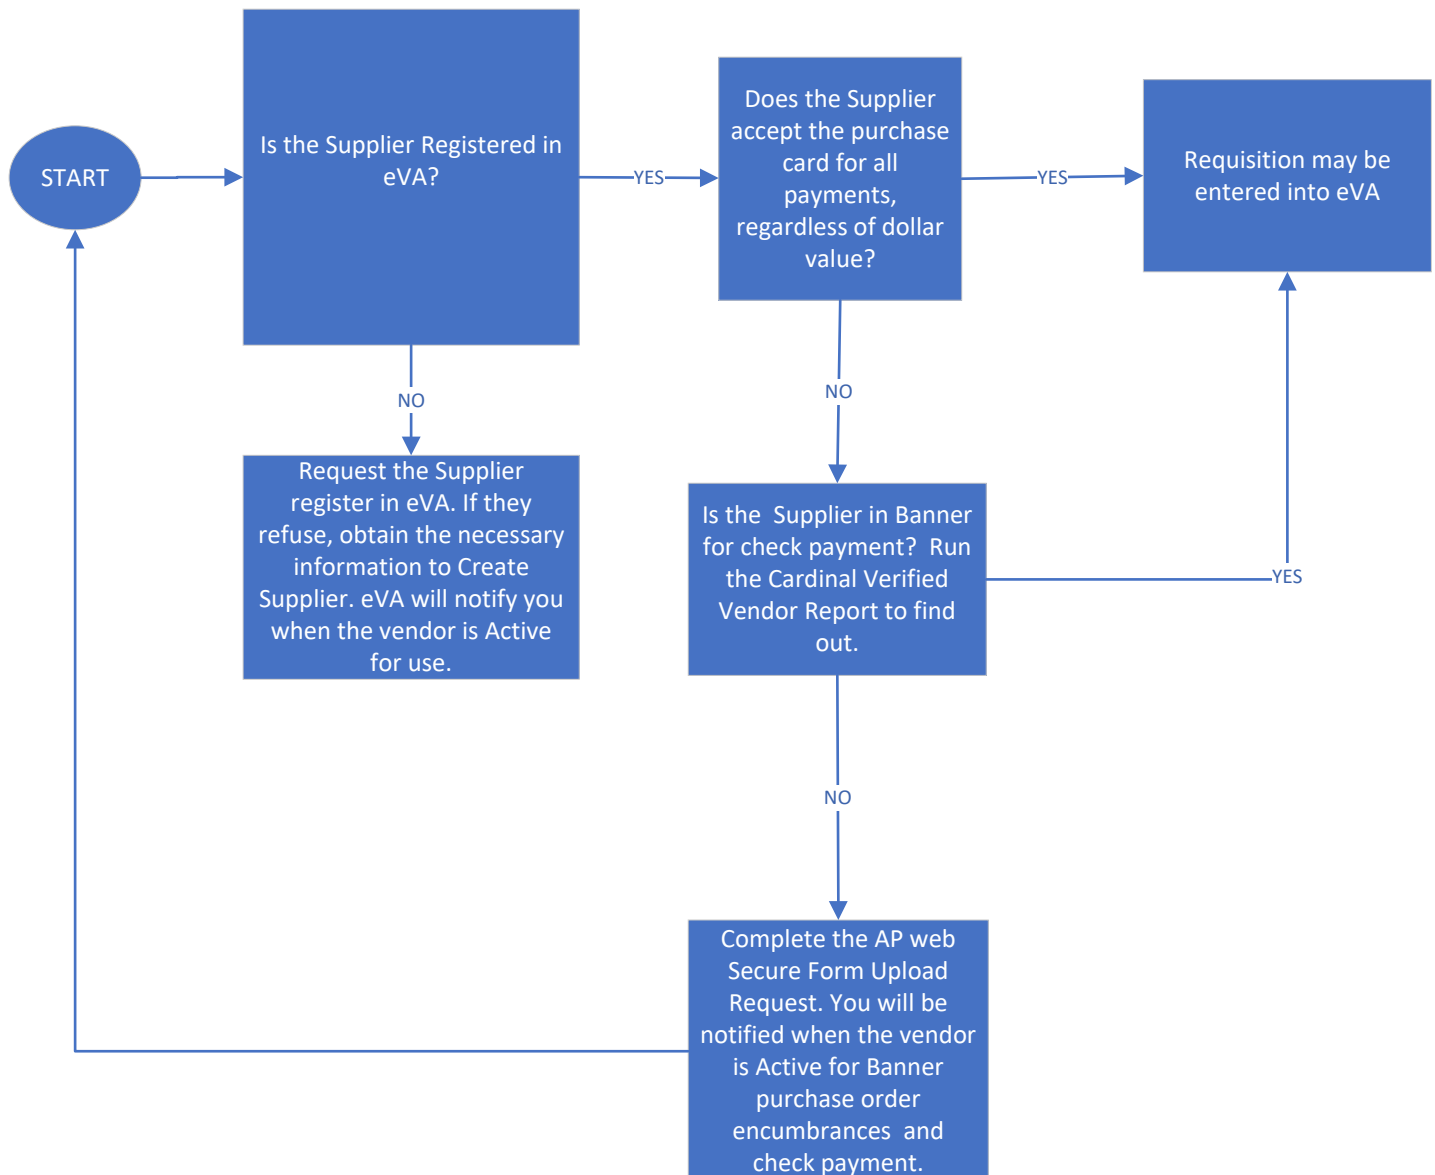 START
Is the Supplier Registered in
eVA?
YES
Does the Supplier
accept the purchase
card for all
payments,
regardless of dollar
value?
YES
Requisition may be
entered into eVA
NO
Request the Supplier
register in eVA. If they
refuse, obtain the necessary
information to Create
Supplier. eVA will notify you
when the vendor is Active
for use.
NO
Is the  Supplier in Banner
for check payment?  Run
the Cardinal Verified
Vendor Report to find
out.
YES
NO
Complete the AP web
Secure Form Upload
Request. You will be
notified when the vendor
is Active for Banner
purchase order
encumbrances  and
check payment.